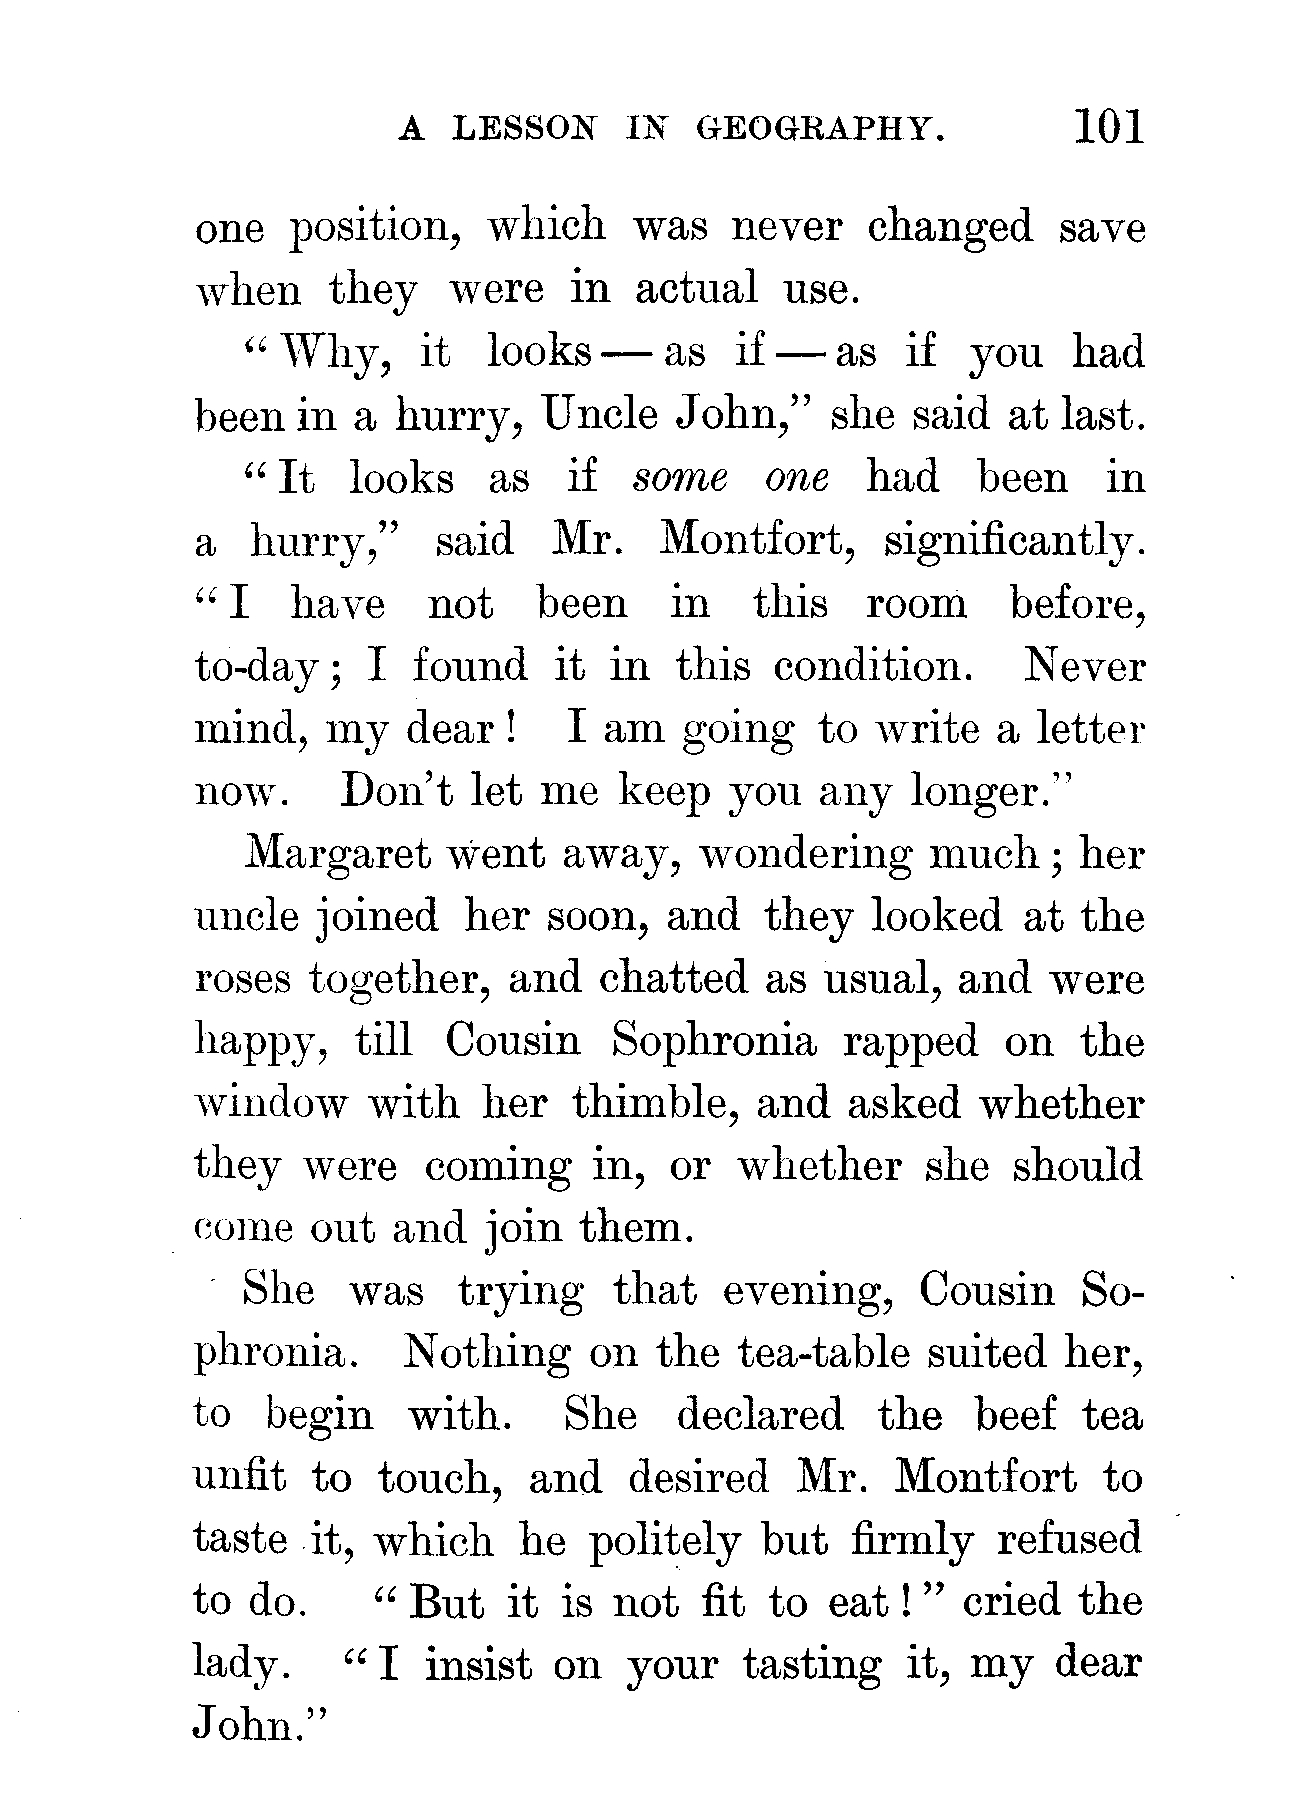 A LESSON IN GEOGRAPHY. 101
one position, which was never changed save
when they were in actual use.
“Why, it looks — as if — as if you had
been in a hurry, Uncle John,” she said at last.
“It looks as if some one had been in
a hurry,” said Mr. Montfort, significantly.
“I have not been in this room before,
to-day; I found it in this condition. Never
mind, my dear! I am going to write a letter
now. Don’t let me keep you any longer.”
Margaret went away, wondering much; her
uncle joined her soon, and they looked at the
roses together, and chatted as usual, and were
happy, till Cousin Sophronia rapped on the
window with her thimble, and asked whether
they were coming in, or whether she should
come out and join them.
She was trying that evening, Cousin So-
phronia. Nothing on the tea-table suited her,
to begin with. She declared the beef tea
unfit to touch, and desired Mr. Montfort to
taste it, which he politely but firmly refused
to do. “But it is not fit to eat!” cried the
lady. “I insist on your tasting it, my dear
John.”